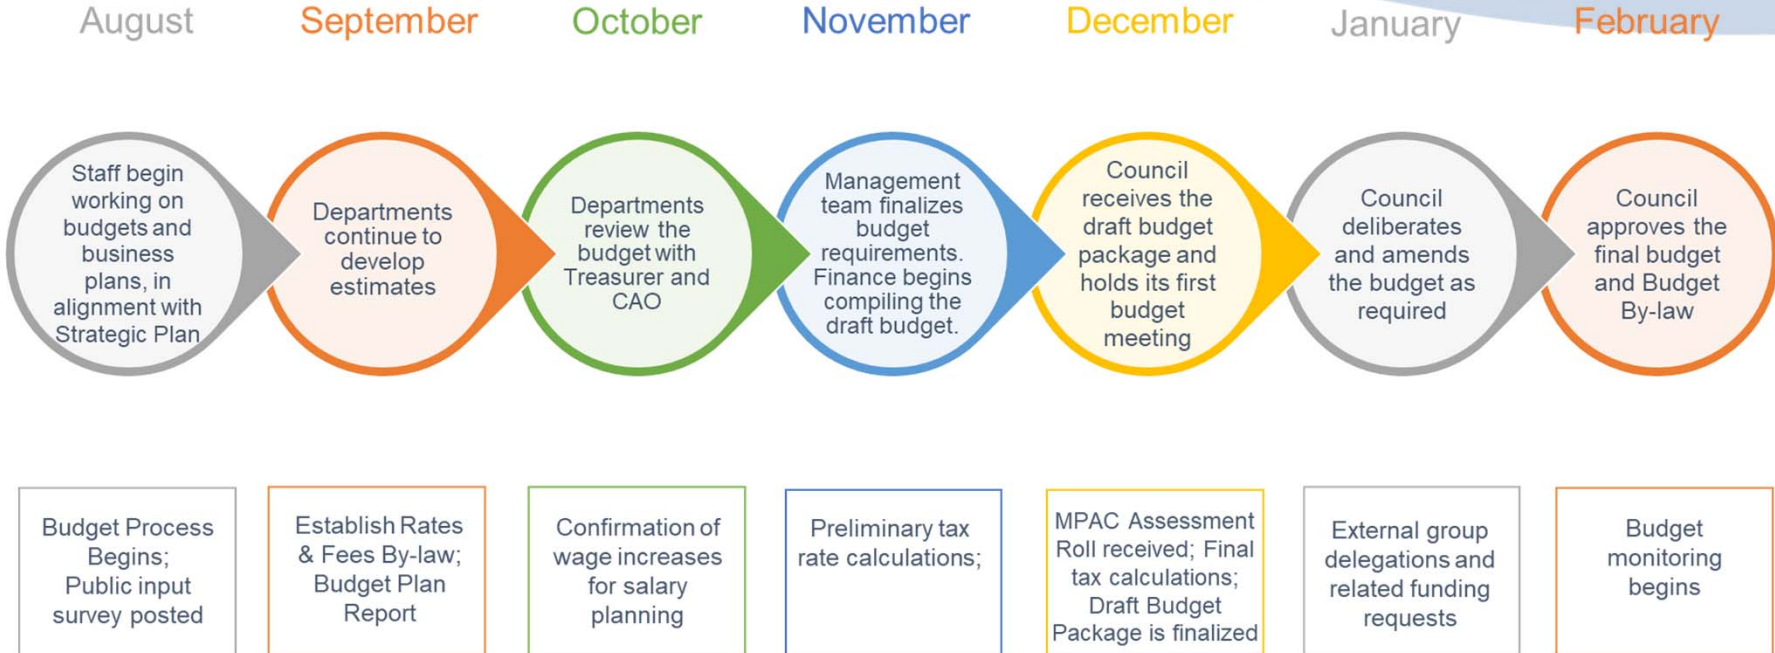 August
September
October
November
December
January
February
Staff begin
working on
budgets and
business
plans, in
alignment with
Strategic Plan
Departments
continue to
develop
estimates
Departments
review the
budget with
Treasurer and
CAO
Management
team finalizes
budget
requirements.
Finance begins
compiling the
draft budget.
Council
receives the
draft budget
package and
holds its first
budget
meeting
Council
deliberates
and amends
the budget as
required
Council
approves the
final budget
and Budget
By-law
Budget Process
Begins;
Public input
survey posted
Establish Rates
& Fees By-law;
Budget Plan
Report
Confirmation of
wage increases
for salary
planning
Preliminary tax
rate calculations;
MPAC Assessment
Roll received; Final
tax calculations;
Draft Budget
Package is finalized
External group
delegations and
related funding
requests
Budget
monitoring
begins